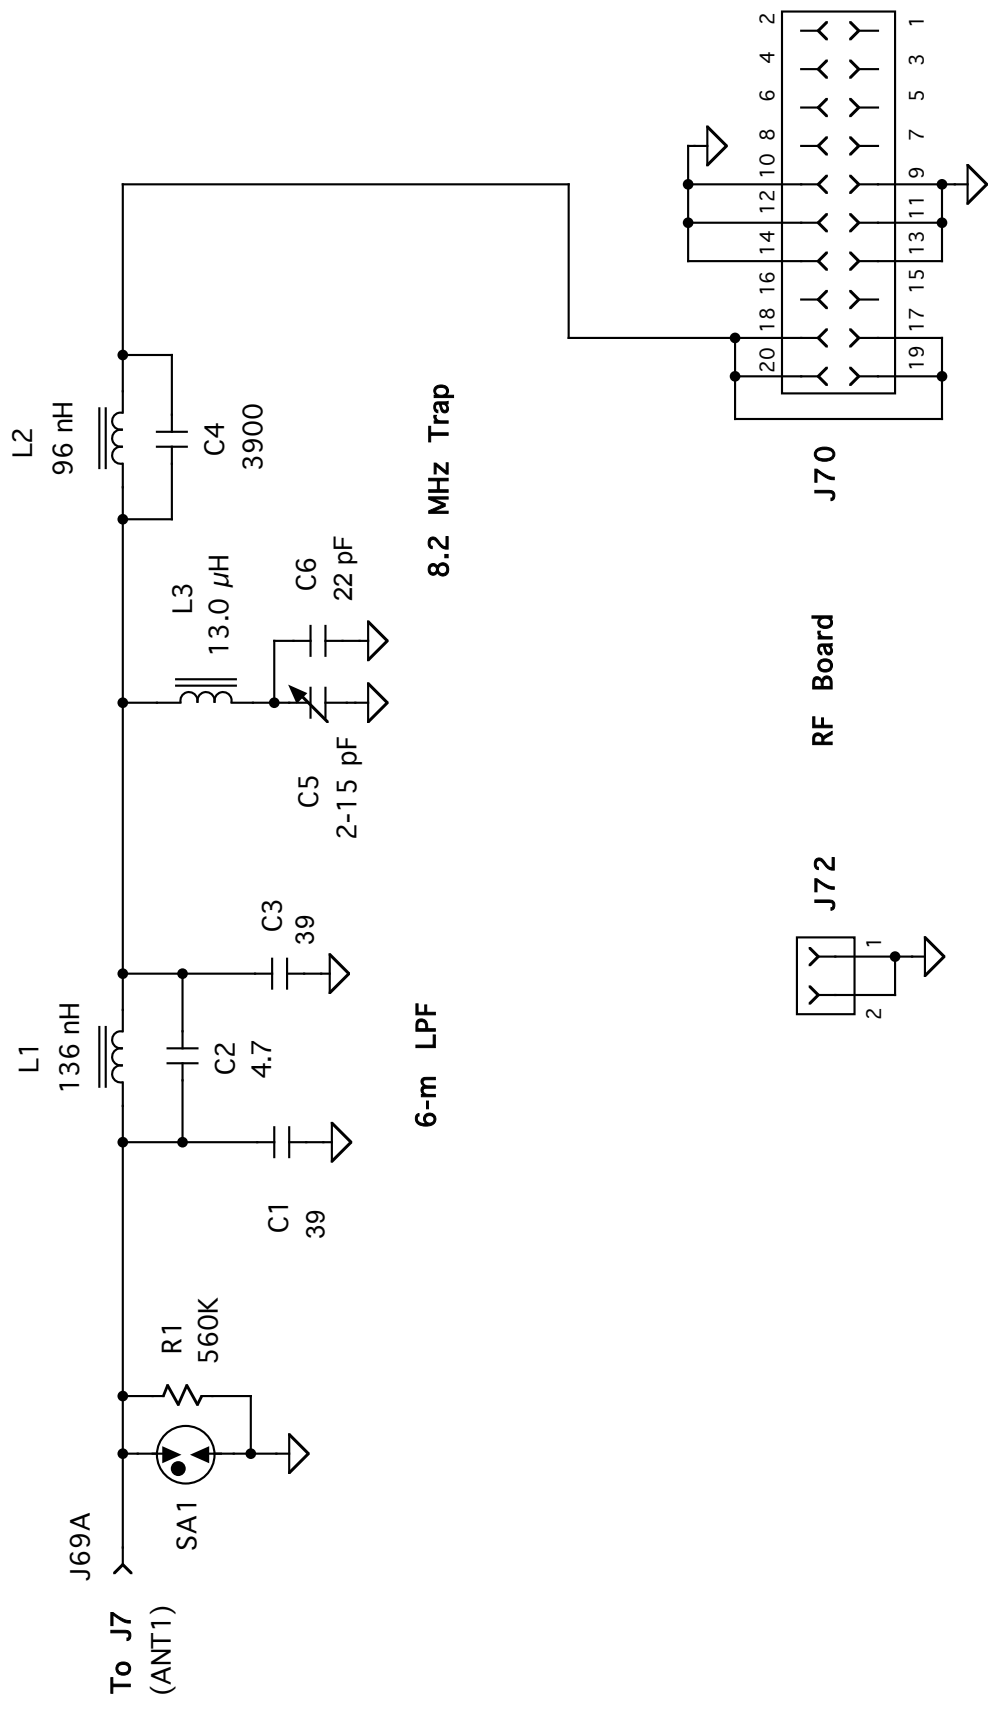 To J7
(ANT1)
J69A
SA1
R1
560K
C1
39
L1
136 nH
C2
4.7
C3
39
6-m LPF
C5
2-15 pF
L3
13.0 µH
C6
22 pF
8.2 MHz Trap
L2
96 nH
C4
3900
J72
2
1
RF Board
J70
20
18
16
14
12
10
8
6
4
2
19
17
15
13
11
9
7
5
3
1